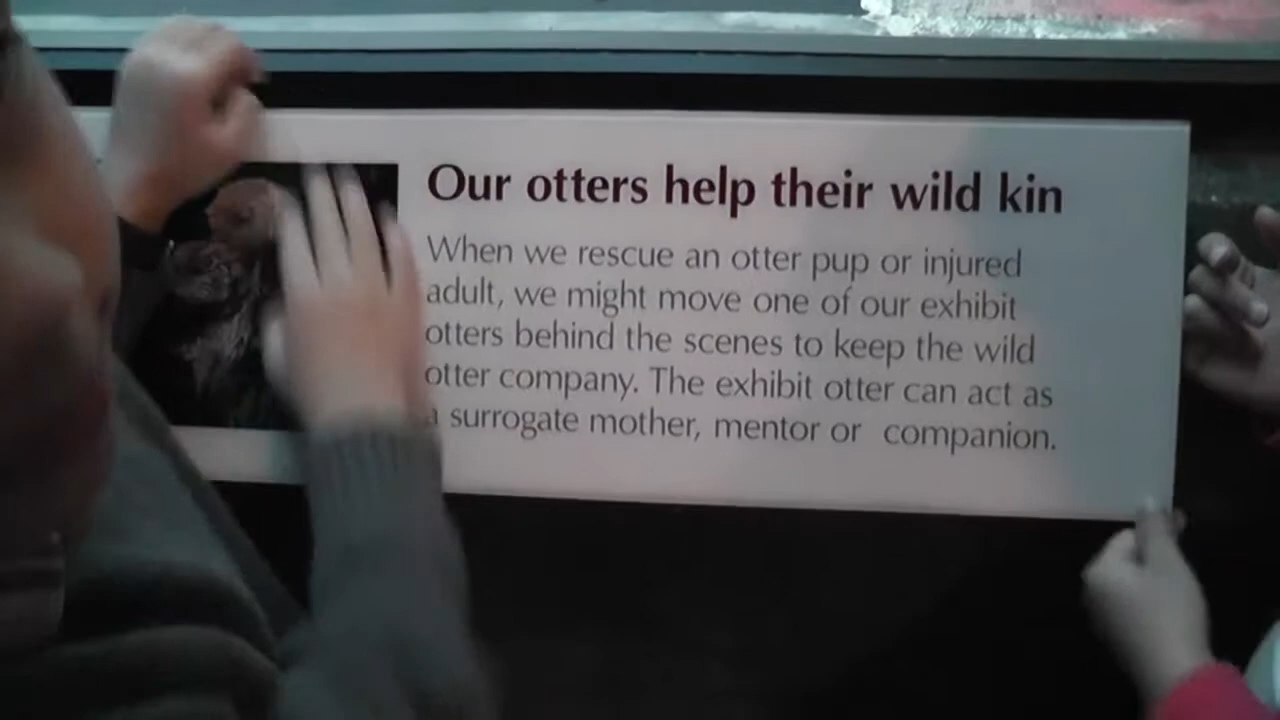 Our otters help their wild kin
When we rescue an otter pup or injured
adult, we might move one of our exhibit
otters behind the scenes to keep the wild
otter company. The exhibit otter can act as
a surrogate mother, mentor or companion.